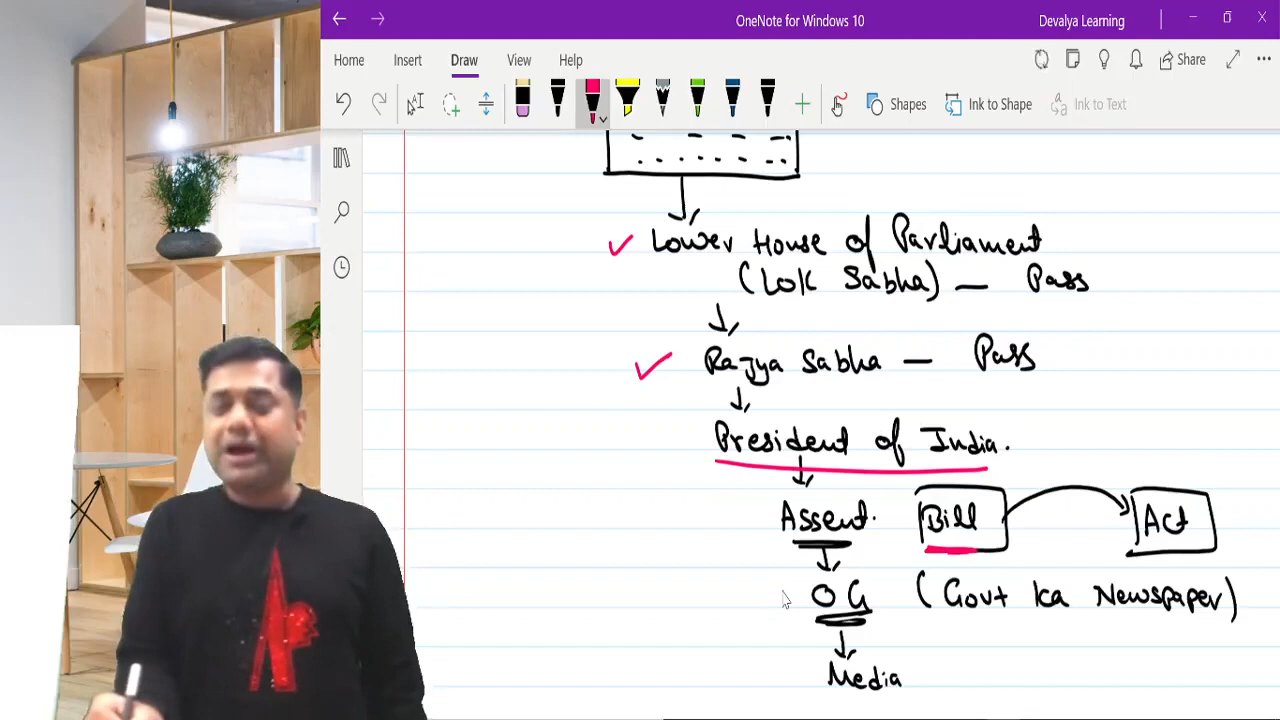 OneNote for Windows 10
Devalya Learning
Home
Insert
Draw
View
Help
Share
Shapes
Ink to Shape
Ink to Text
Lower House of Parliament
(Lok Sabha) — Pass
Rajya Sabha — Pass
President of India.
Assent. Bill Act
OG (Govt ka Newspaper)
Media